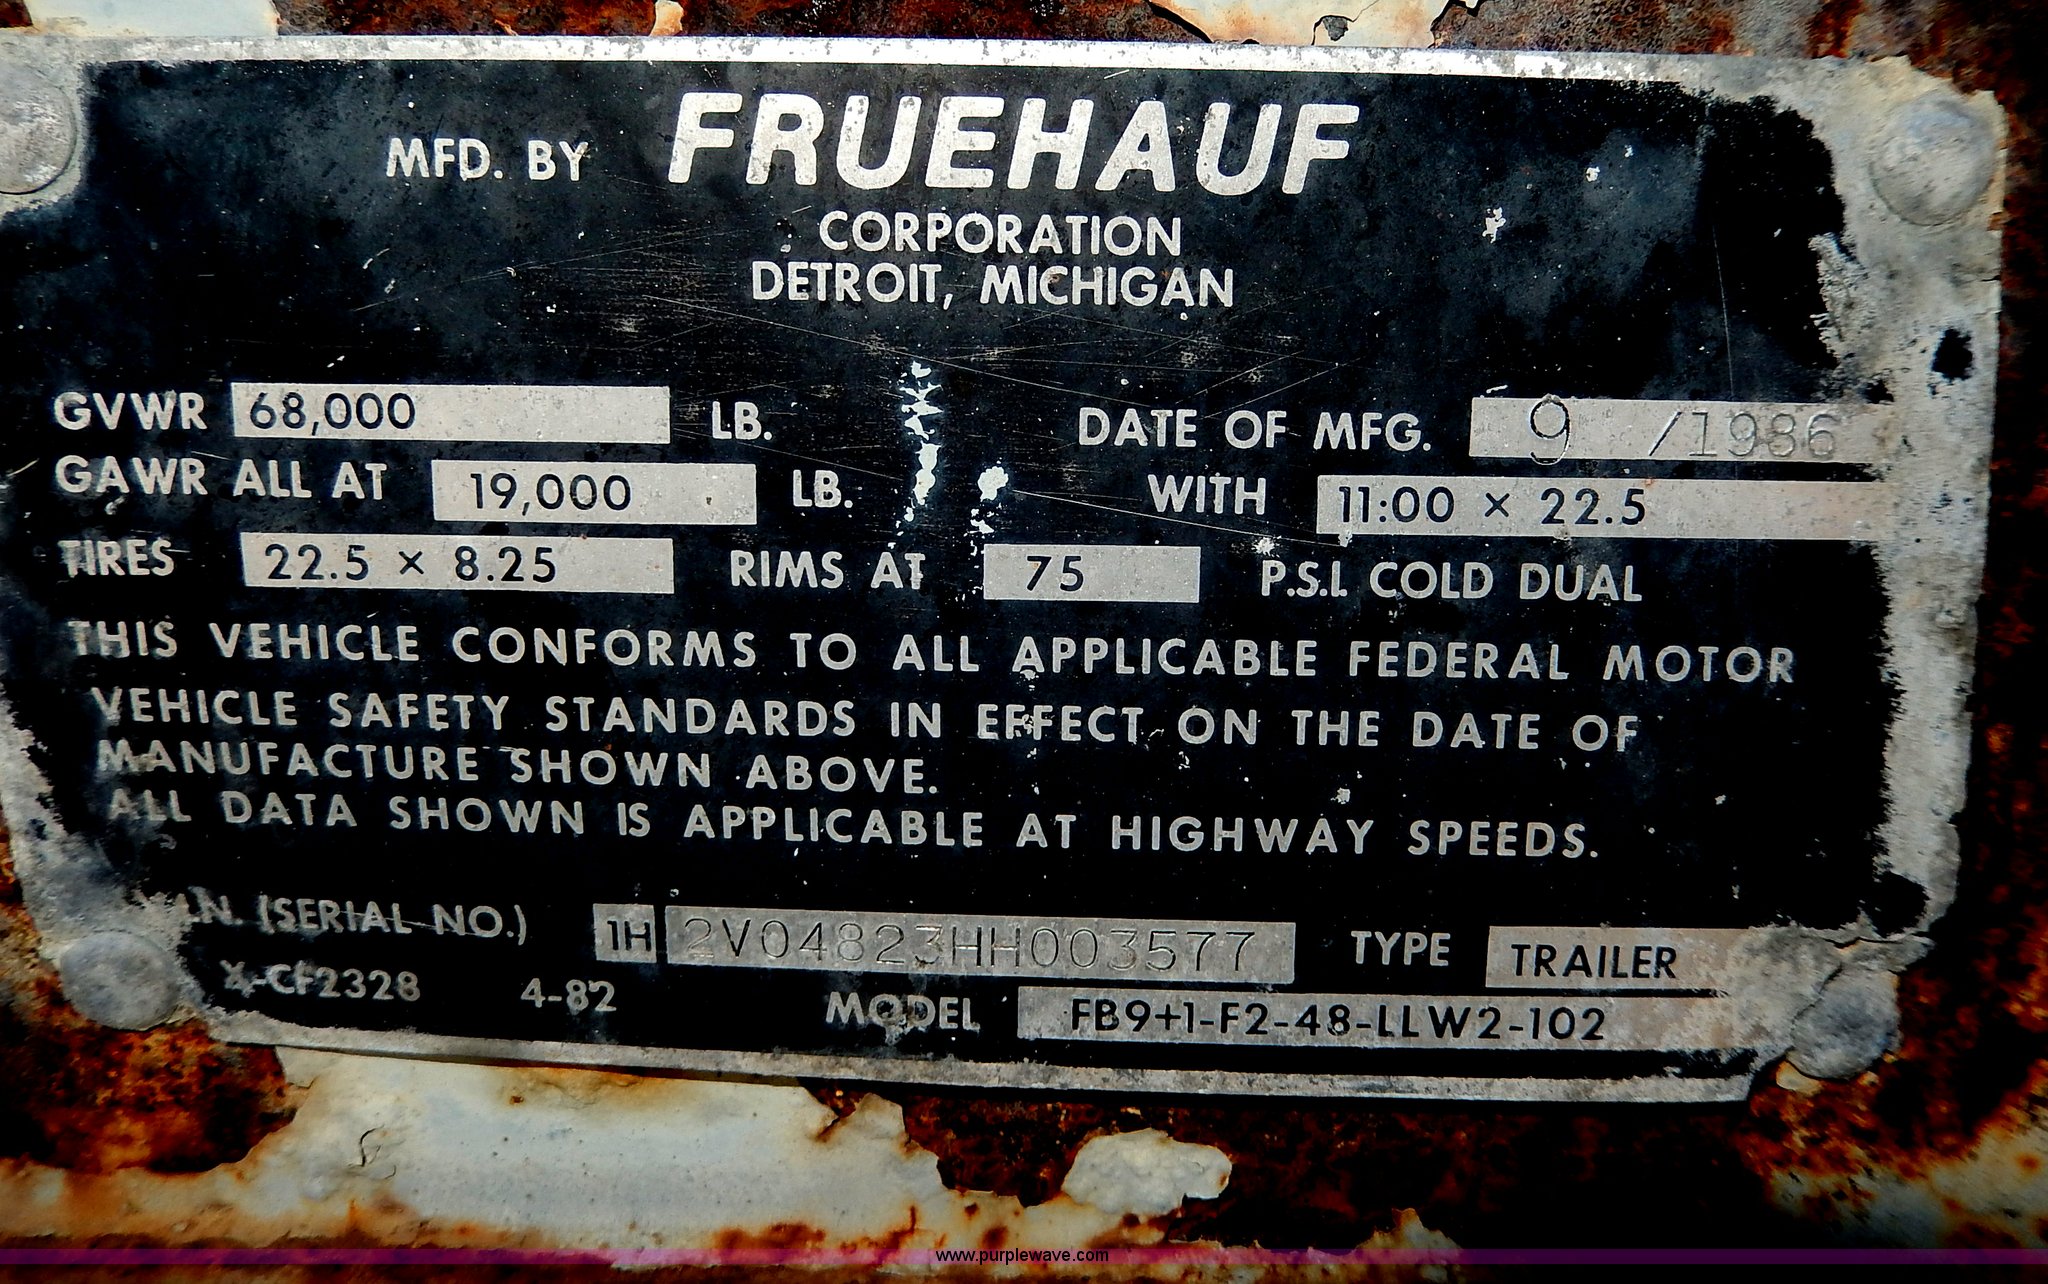 MFD. BY FRUEHAUF
CORPORATION
DETROIT, MICHIGAN
GVWR 68,000 LB. DATE OF MFG. 9 /1986
GAWR ALL AT 19,000 LB. WITH 11:00 × 22.5
TIRES 22.5 × 8.25 RIMS AT 75 P.S.I. COLD DUAL
THIS VEHICLE CONFORMS TO ALL APPLICABLE FEDERAL MOTOR
VEHICLE SAFETY STANDARDS IN EFFECT ON THE DATE OF
MANUFACTURE SHOWN ABOVE.
ALL DATA SHOWN IS APPLICABLE AT HIGHWAY SPEEDS.
V.I.N. (SERIAL NO.) 1H 2V04823HH003577 TYPE TRAILER
X-CF2328 4-82 MODEL FB9+1-F2-48-LLW2-102
www.purplewave.com